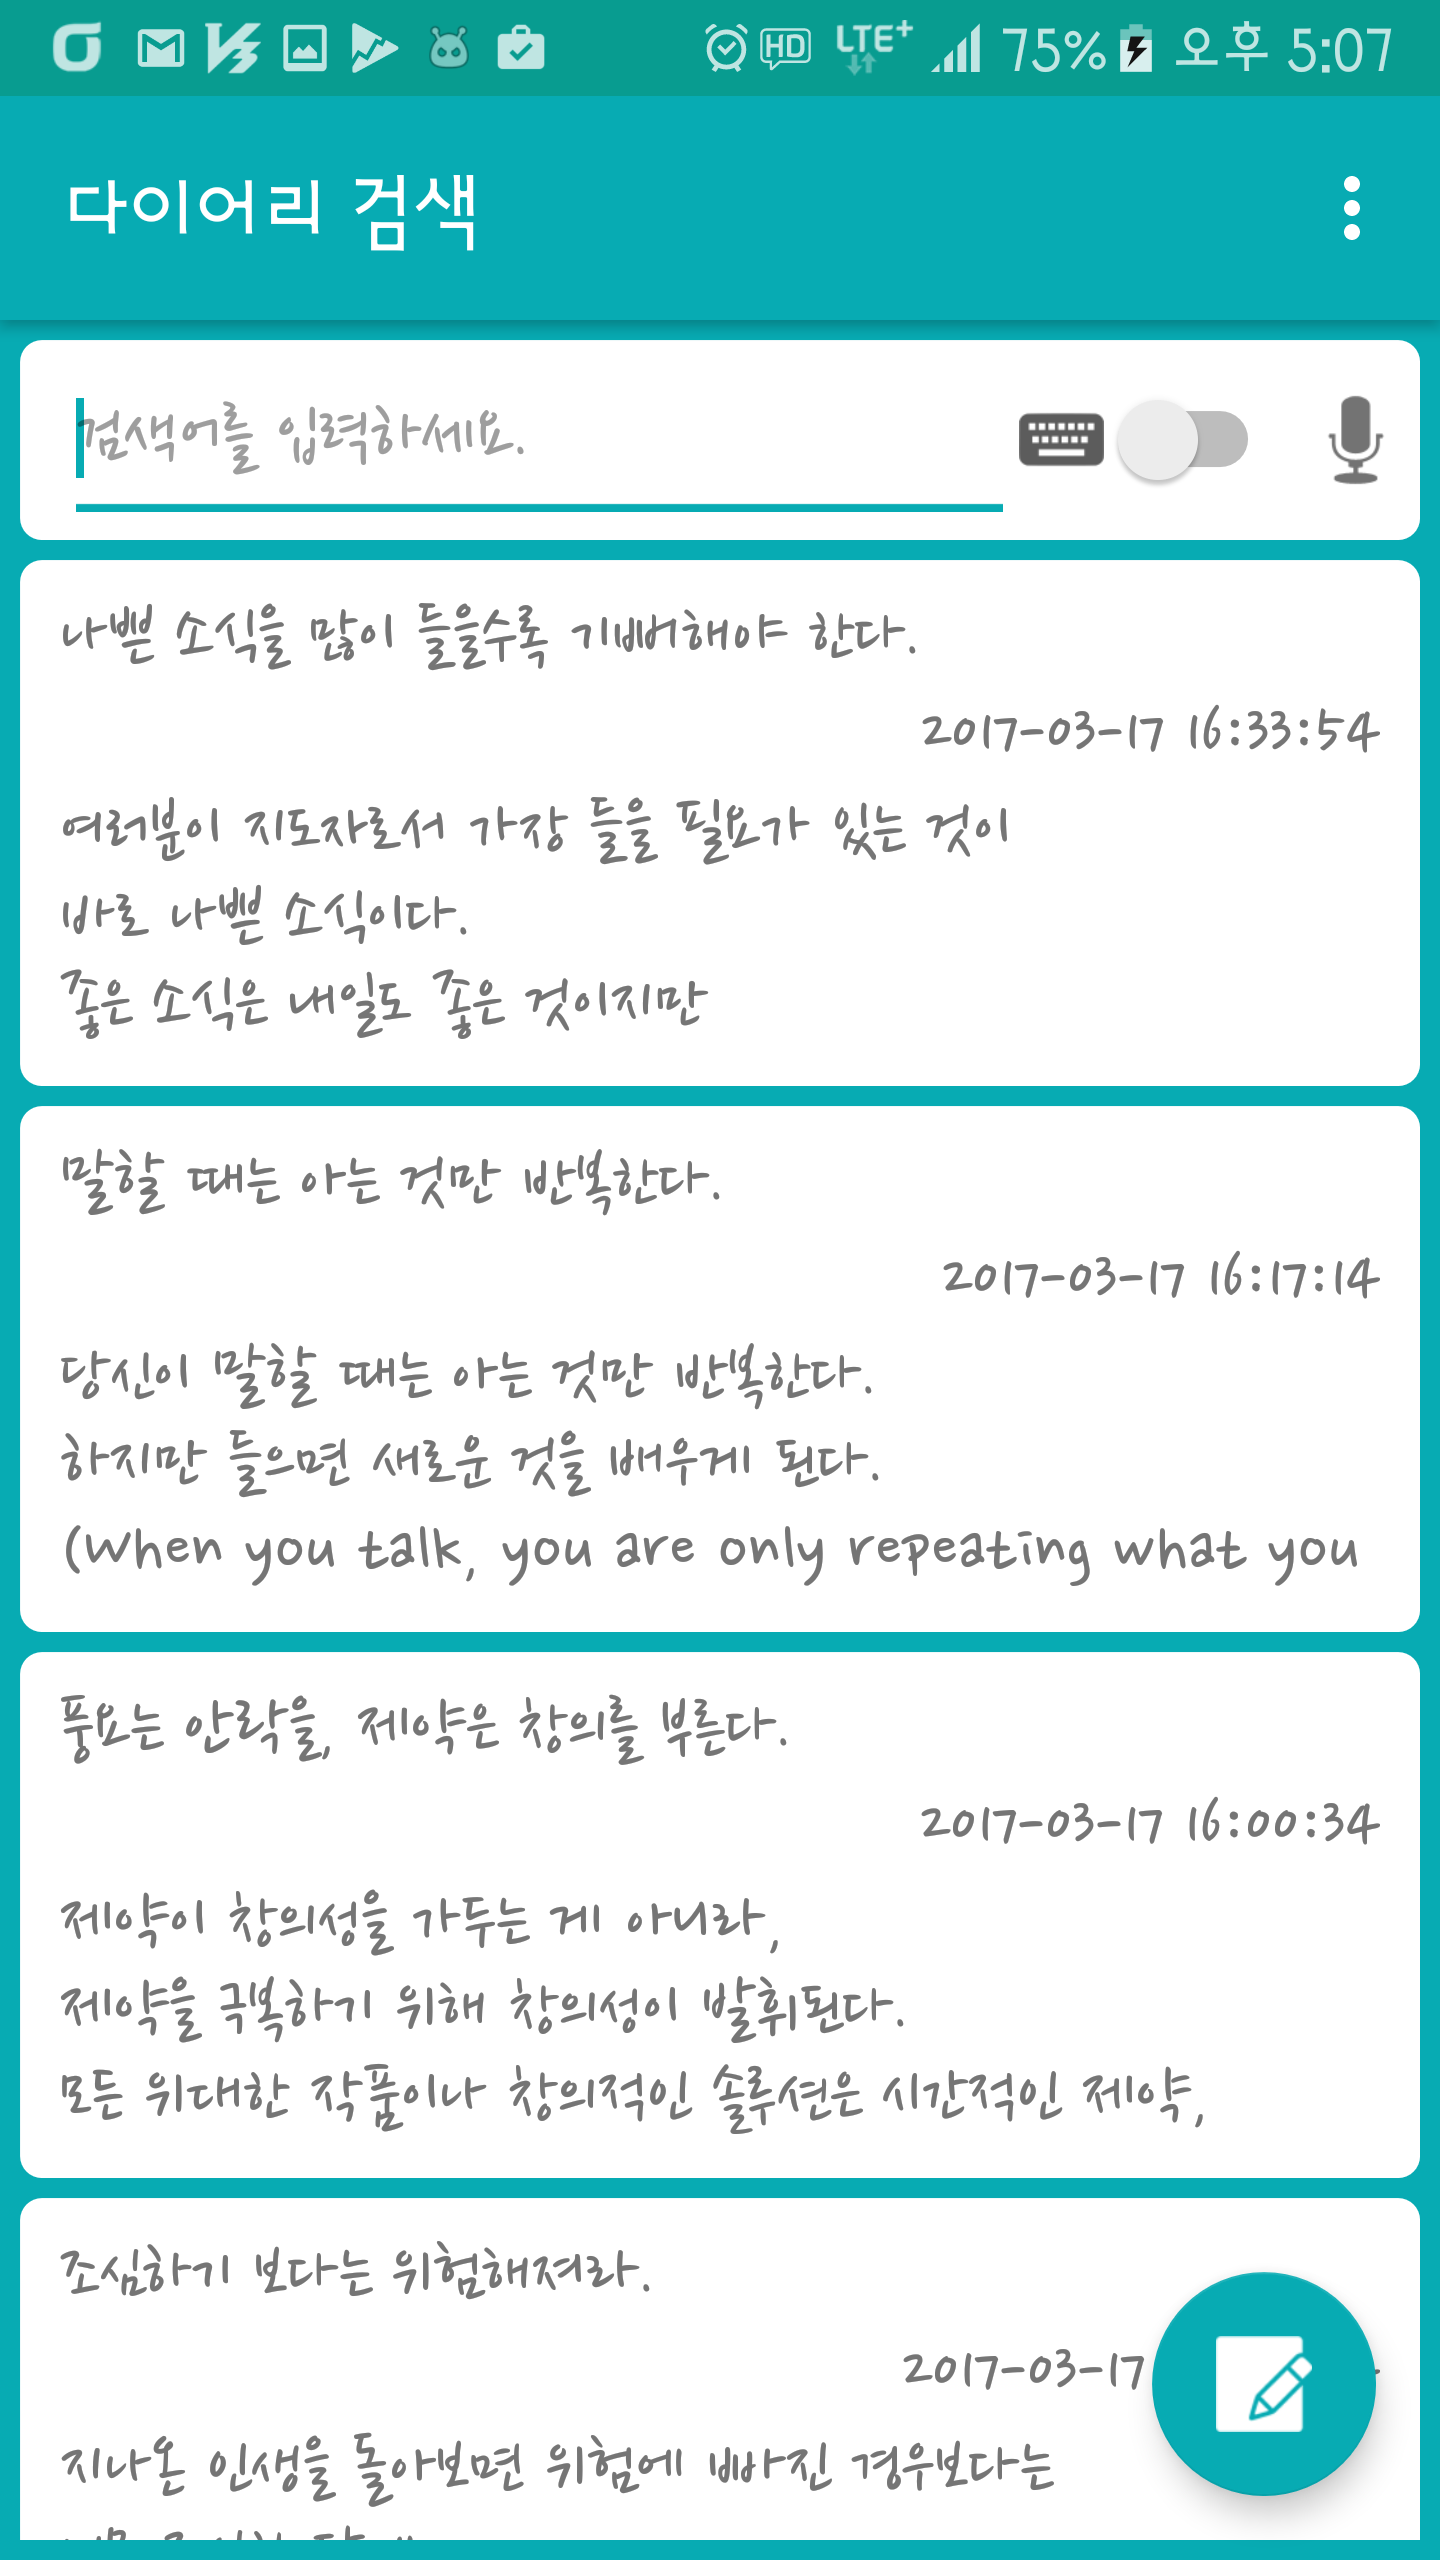 HD LTE+ 75% 오후 5:07
다이어리 검색
검색어를 입력하세요.
나쁜 소식을 많이 들을수록 기뻐해야 한다.
2017-03-17 16:33:54
여러분이 지도자로서 가장 들을 필요가 있는 것이
바로 나쁜 소식이다.
좋은 소식은 내일도 좋은 것이지만
말할 때는 아는 것만 반복한다.
2017-03-17 16:17:14
당신이 말할 때는 아는 것만 반복한다.
하지만 들으면 새로운 것을 배우게 된다.
(When you talk, you are only repeating what you
풍요는 안락을, 제약은 창의를 부른다.
2017-03-17 16:00:34
제약이 창의성을 가두는 게 아니라,
제약을 극복하기 위해 창의성이 발휘된다.
모든 위대한 작품이나 창의적인 솔루션은 시간적인 제약,
조심하기 보다는 위험해져라.
2017-03-17
지나온 인생을 돌아보면 위험에 빠진 경우보다는